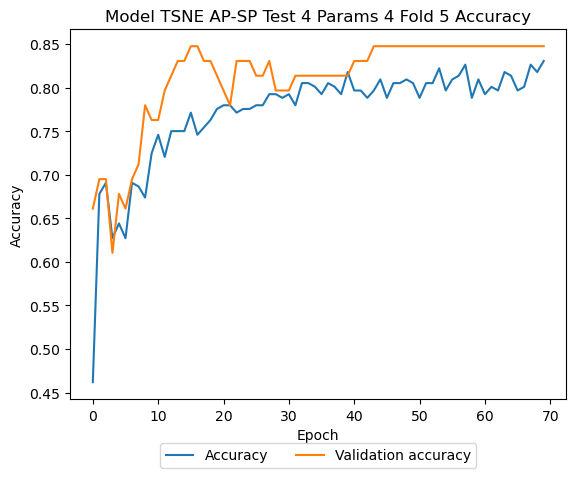 Model TSNE AP-SP Test 4 Params 4 Fold 5 Accuracy
0.85
0.80
0.75
0.70
0.65
0.60
0.55
0.50
0.45
Accuracy
0 10 20 30 40 50 60 70
Epoch
Accuracy Validation accuracy